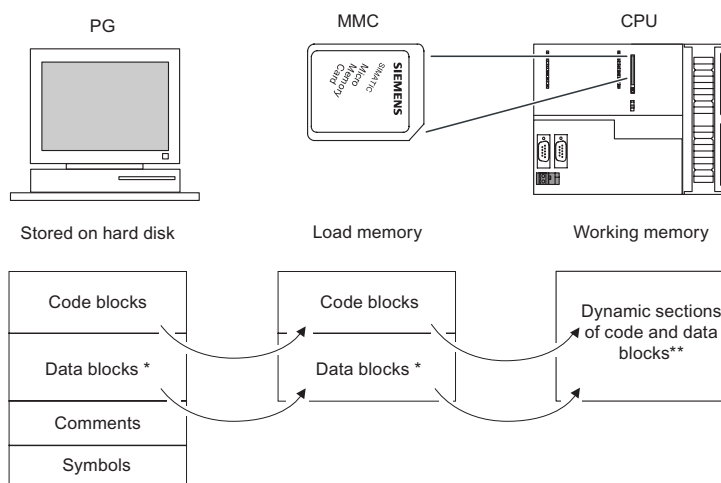 PG
MMC
CPU
SIEMENS
SIMATIC
Micro
Memory
Card
Stored on hard disk
Load memory
Working memory
Code blocks
Data blocks *
Comments
Symbols
Code blocks
Data blocks *
Dynamic sections
of code and data
blocks**